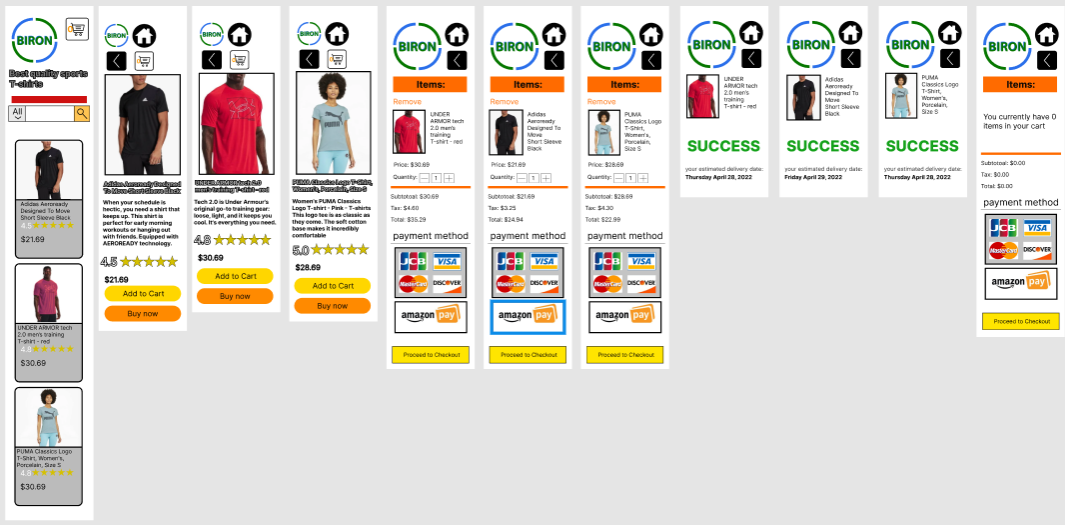 BIRON
Best quality sports
T-shirts
All
Adidas Aeroready
Designed To Move
Short Sleeve Black
4.5
$21.69
UNDER ARMOR tech
2.0 men's training
T-shirt - red
4.8
$30.69
PUMA Classics Logo
T-Shirt, Women's,
Porcelain, Size S
4.8
$30.69
BIRON
Adidas Aeroready Designed
To Move Short Sleeve Black
When your schedule is
hectic, you need a shirt that
keeps up. This shirt is
perfect for early morning
workouts or hanging out
with friends. Equipped with
AEROREADY technology.
4.5
$21.69
Add to Cart
Buy now
BIRON
UNDER ARMOR tech 2.0
men's training T-shirt - red
Tech 2.0 is Under Armour's
original go-to training gear:
loose, light, and it keeps you
cool. It's everything you need.
4.8
$30.69
Add to Cart
Buy now
BIRON
PUMA Classics Logo T-Shirt,
Women's, Porcelain, Size S
Women's PUMA Classics
Logo T-shirt - Pink - T-shirts
This logo tee is as classic as
they come. The soft cotton
base makes it incredibly
comfortable
5.0
$28.69
Add to Cart
Buy now
BIRON
Items:
Remove
UNDER
ARMOR tech
2.0 men's
training
T-shirt - red
Price: $30.69
Quantity:
1
Subtotoal: $30.69
Tax: $4.60
Total: $35.29
payment method
JCB
VISA
MasterCard
DISCOVER
amazon pay
Proceed to Checkout
BIRON
Items:
Remove
Adidas
Aeroready
Designed To
Move
Short Sleeve
Black
Price: $21.69
Quantity:
1
Subtotoal: $21.69
Tax: $3.25
Total: $24.94
payment method
JCB
VISA
MasterCard
DISCOVER
amazon pay
Proceed to Checkout
BIRON
Items:
Remove
PUMA
Classics Logo
T-Shirt,
Women's,
Porcelain,
Size S
Price: $28.69
Quantity:
1
Subtotoal: $28.69
Tax: $4.30
Total: $22.99
payment method
JCB
VISA
MasterCard
DISCOVER
amazon pay
Proceed to Checkout
BIRON
UNDER
ARMOR tech
2.0 men's
training
T-shirt - red
SUCCESS
your estimated delivery date:
Thursday April 28, 2022
BIRON
Adidas
Aeroready
Designed To
Move
Short Sleeve
Black
SUCCESS
your estimated delivery date:
Friday April 29, 2022
BIRON
PUMA
Classics Logo
T-Shirt,
Women's,
Porcelain,
Size S
SUCCESS
your estimated delivery date:
Thursday April 28, 2022
BIRON
Items:
You currently have 0
items in your cart
Subtotoal: $0.00
Tax: $0.00
Total: $0.00
payment method
JCB
VISA
MasterCard
DISCOVER
amazon pay
Proceed to Checkout